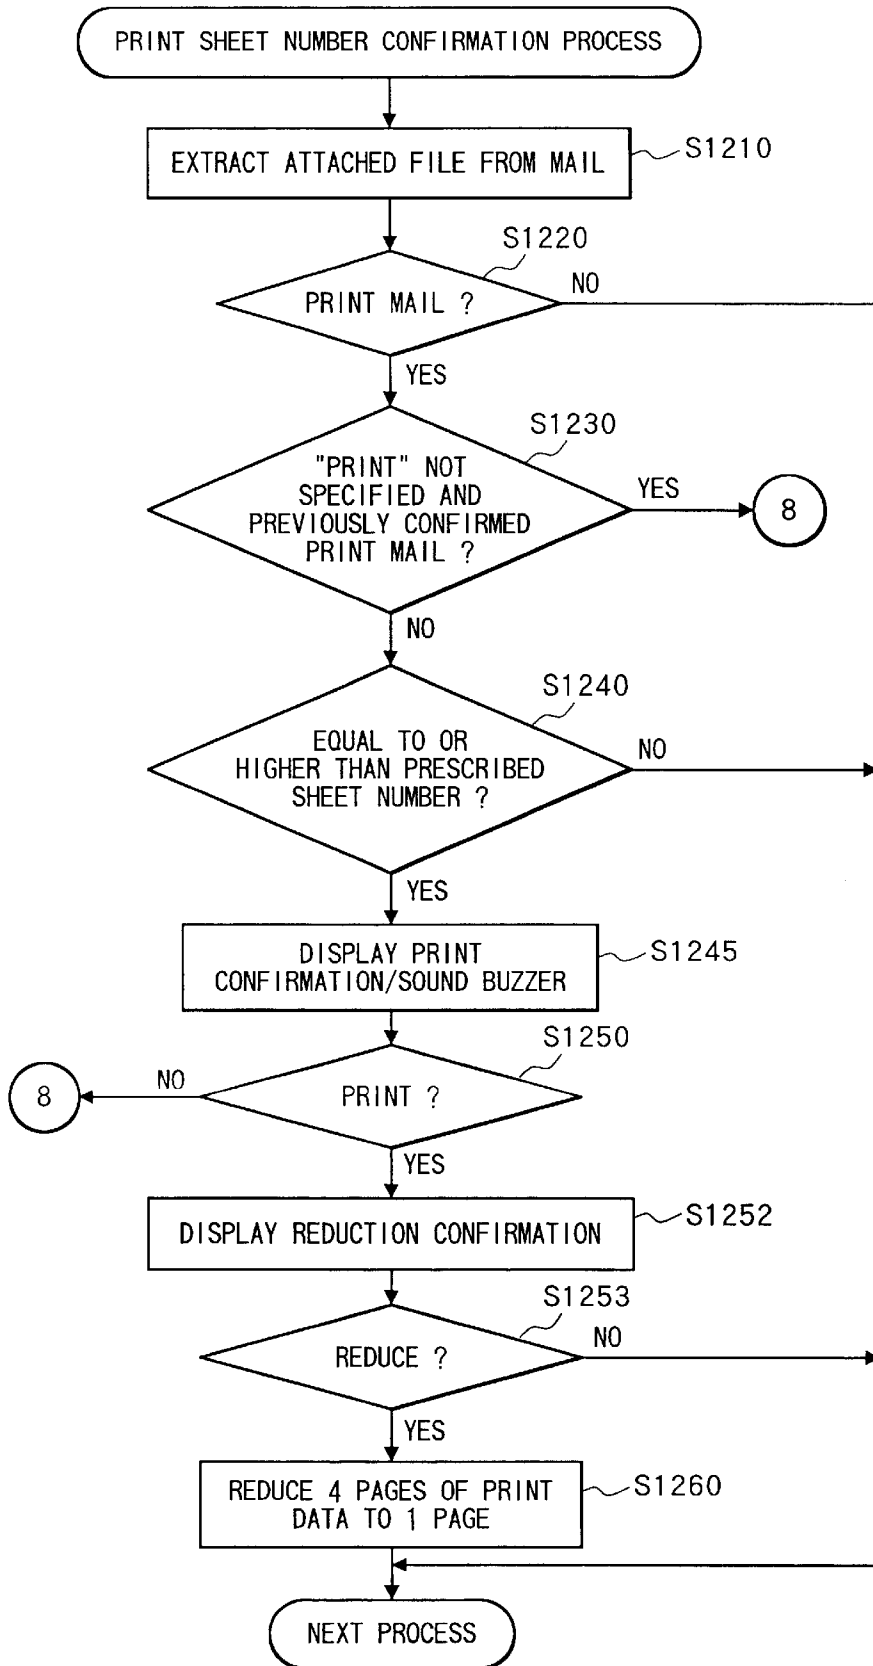 PRINT SHEET NUMBER CONFIRMATION PROCESS
EXTRACT ATTACHED FILE FROM MAIL
S1210
S1220
PRINT MAIL ?
NO
YES
S1230
"PRINT" NOT
SPECIFIED AND
PREVIOUSLY CONFIRMED
PRINT MAIL ?
YES
8
NO
S1240
EQUAL TO OR
HIGHER THAN PRESCRIBED
SHEET NUMBER ?
NO
YES
DISPLAY PRINT
CONFIRMATION/SOUND BUZZER
S1245
S1250
PRINT ?
NO
8
YES
DISPLAY REDUCTION CONFIRMATION
S1252
S1253
REDUCE ?
NO
YES
REDUCE 4 PAGES OF PRINT
DATA TO 1 PAGE
S1260
NEXT PROCESS